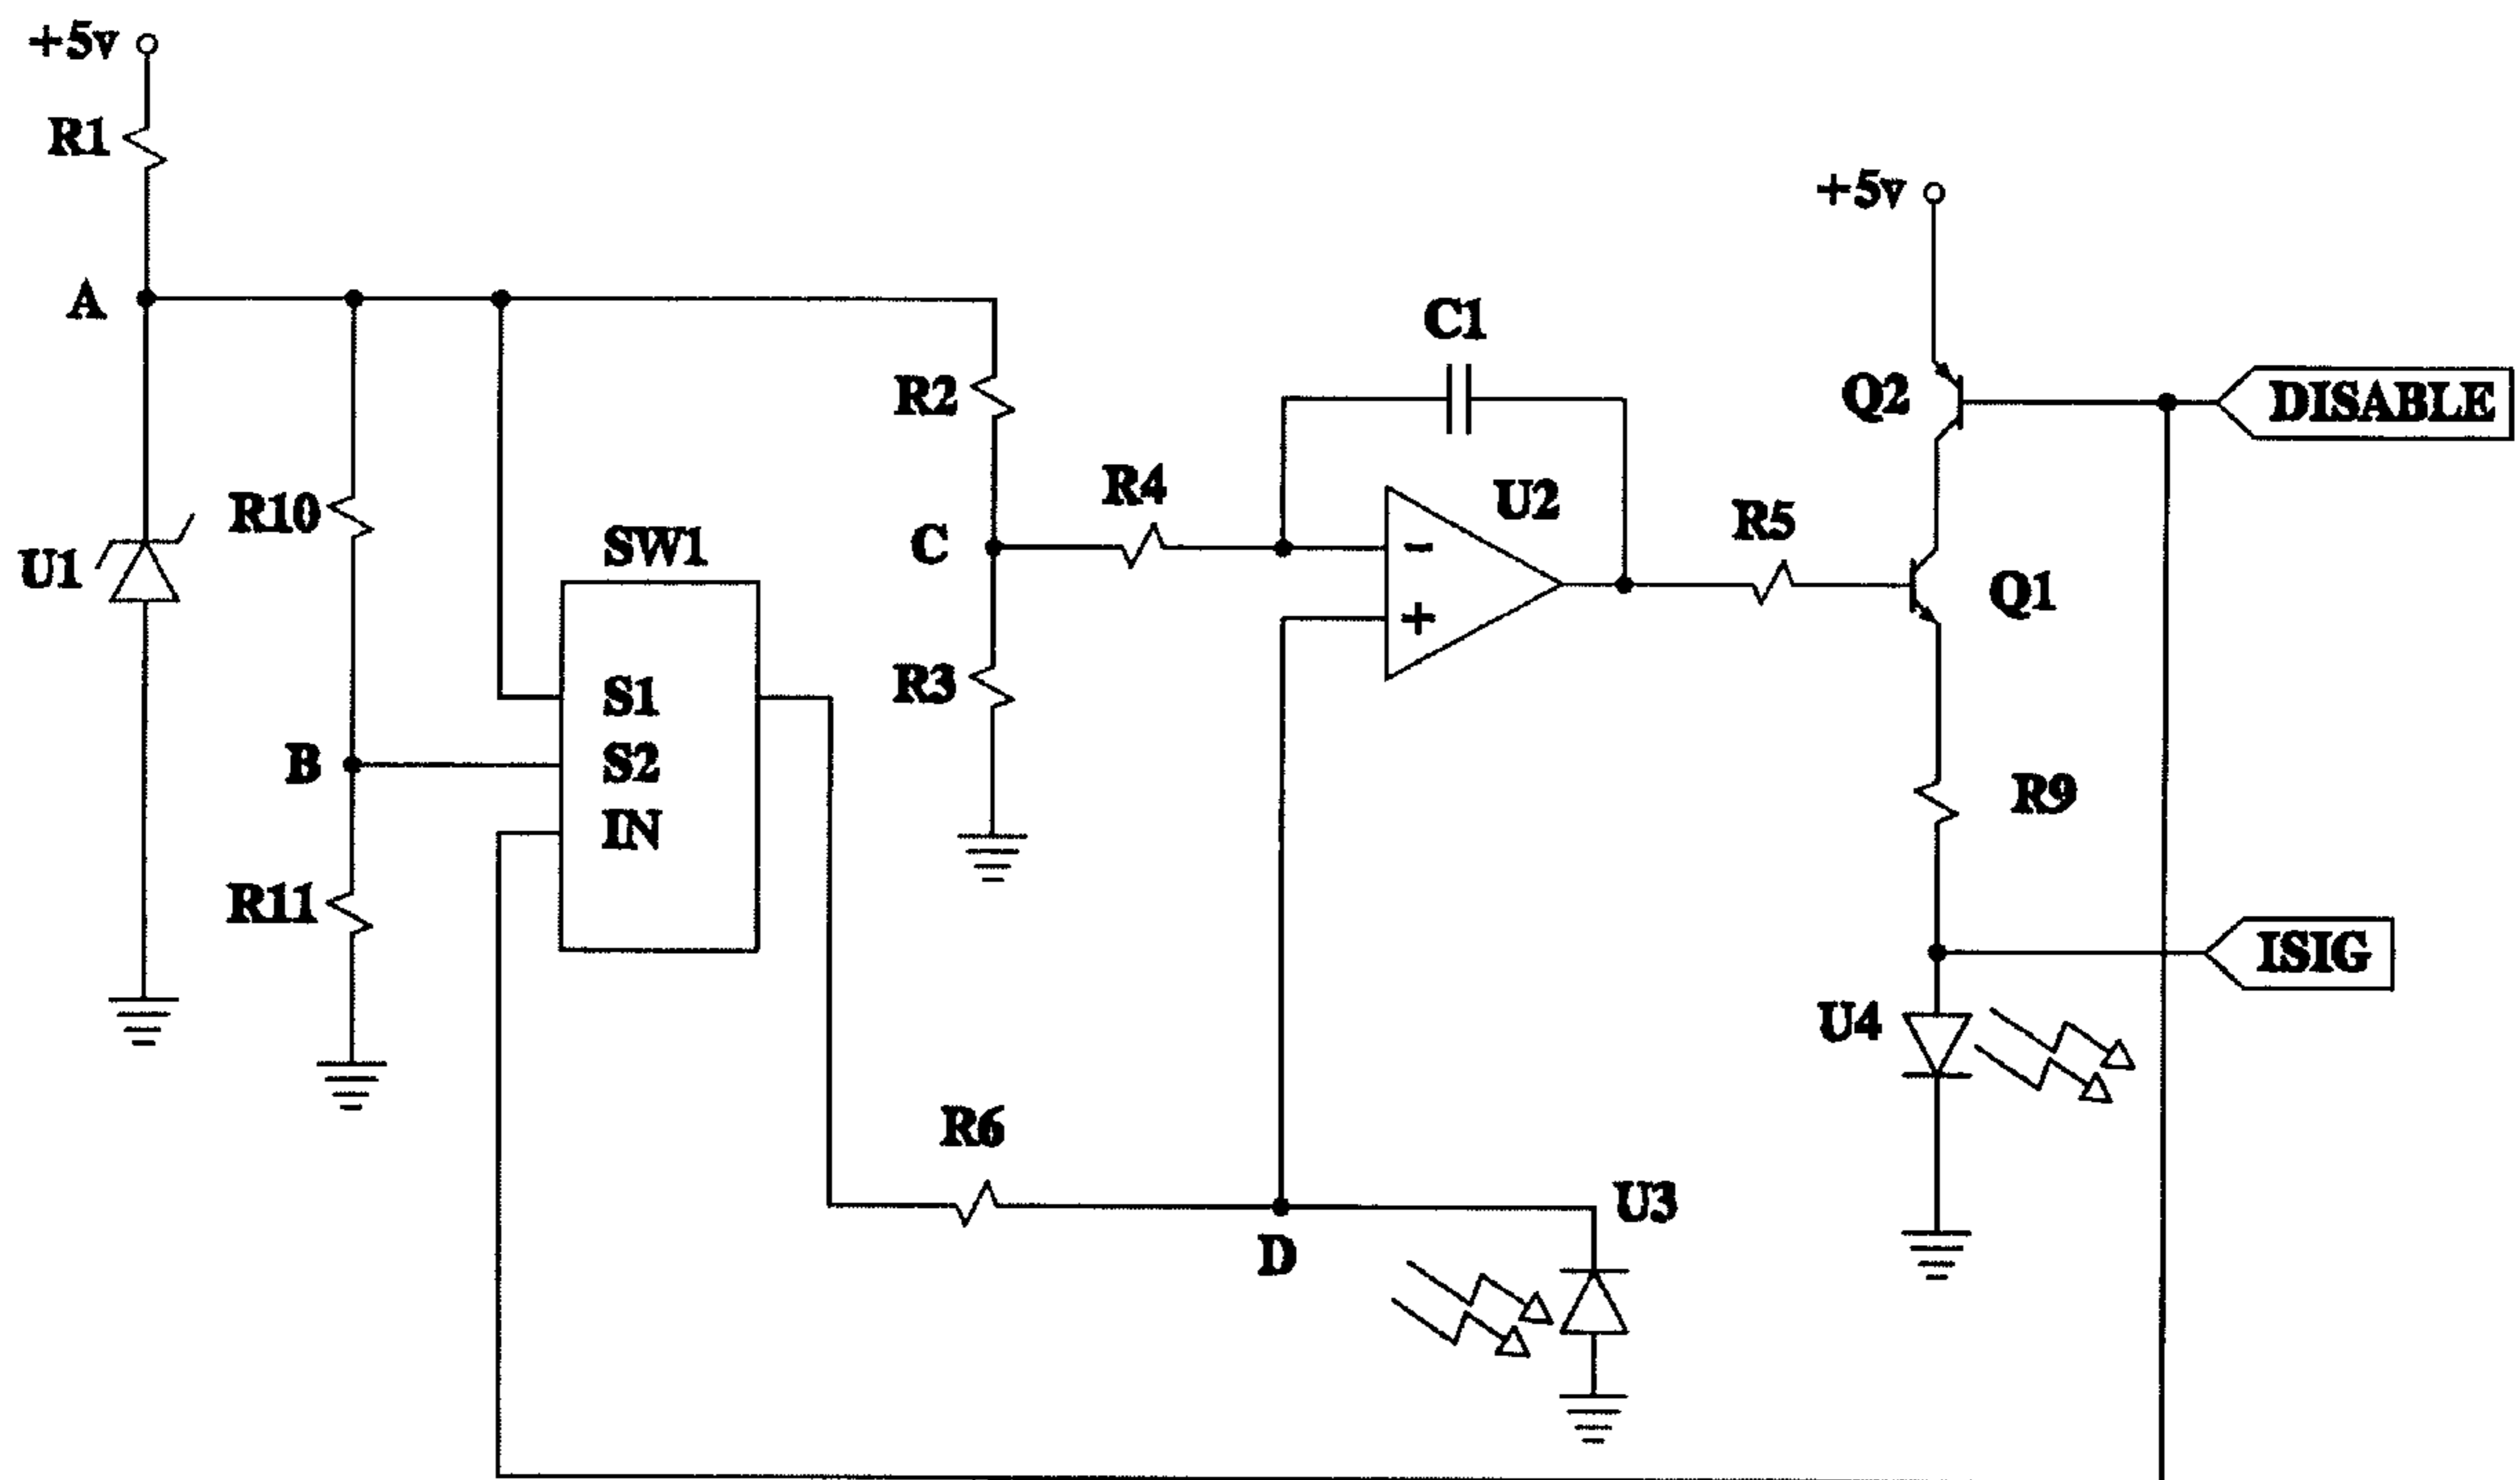 +5v
R1
+5v
A
C1
R2
Q2
DISABLE
R4
U2
R10
R5
SW1
C
U1
Q1
S1
R3
B
S2
R9
IN
R11
ISIG
U4
R6
U3
D
−
+